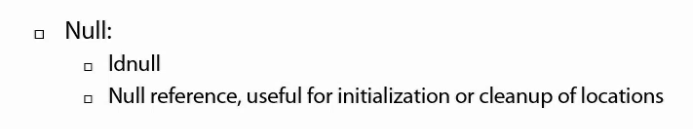 Null:
ldnull
Null reference, useful for initialization or cleanup of locations